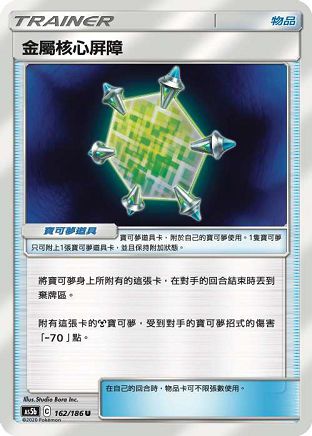 TRAINER 物品
金屬核心屏障
寶可夢道具
寶可夢道具卡,附於自己的寶可夢使用。1隻寶可夢
只可附上1張寶可夢道具卡,並且保持附加狀態。
將寶可夢身上所附有的這張卡,在對手的回合結束時丟到
棄牌區。
附有這張卡的寶可夢,受到對手的寶可夢招式的傷害
「-70」點。
Illus. Studio Bora Inc.
在自己的回合時,物品卡可不限張數使用。
C 162/186 U
©2020 Pokémon